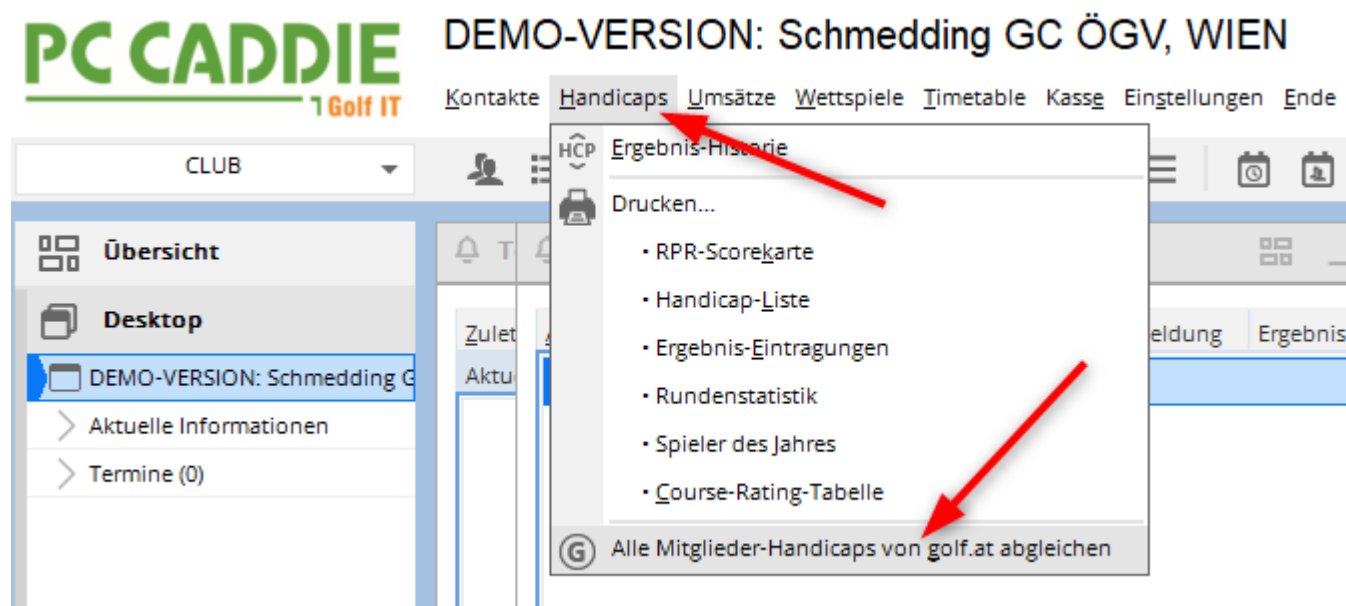 PC CADDIE
Golf IT
DEMO-VERSION: Schmedding GC ÖGV, WIEN
Kontakte Handicaps Umsätze Wettspiele Timetable Kasse Einstellungen Ende
CLUB
HCP Ergebnis-Historie
Drucken...
• RPR-Scorekarte
• Handicap-Liste
• Ergebnis-Eintragungen
• Rundenstatistik
• Spieler des Jahres
• Course-Rating-Tabelle
G Alle Mitglieder-Handicaps von golf.at abgleichen
Übersicht
Desktop
DEMO-VERSION: Schmedding G
Aktuelle Informationen
Termine (0)
T
Zulet
eldung Ergebnis
Aktu